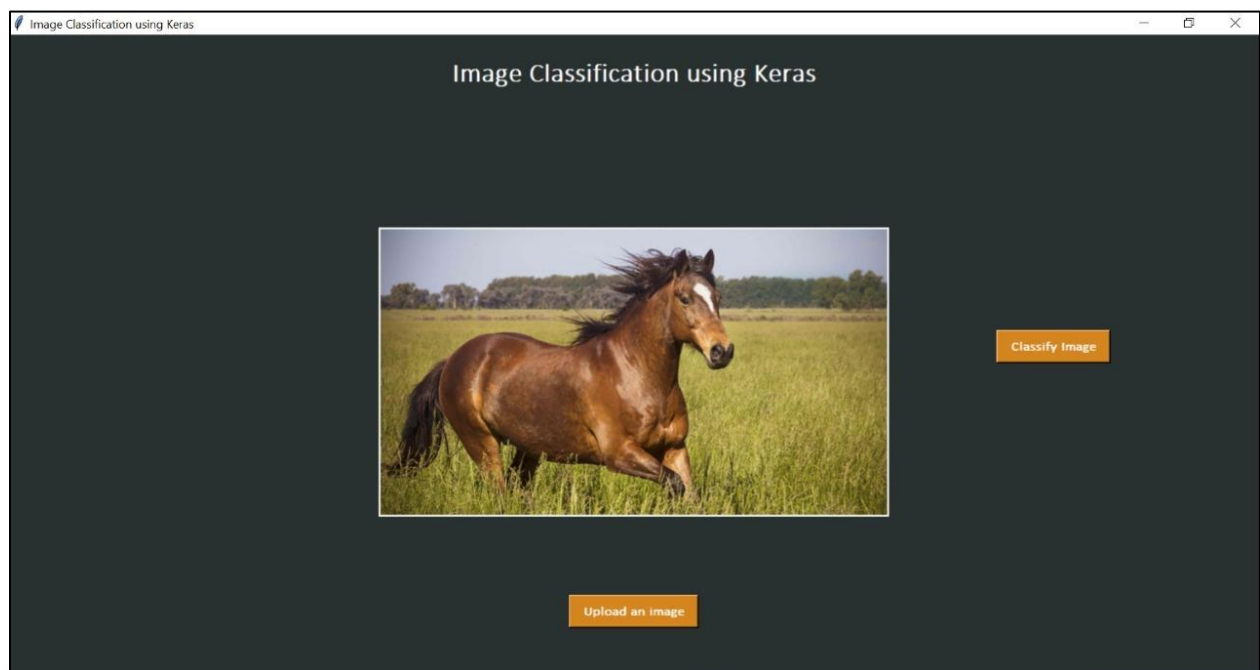 Image Classification using Keras
Image Classification using Keras
Classify Image
Upload an image